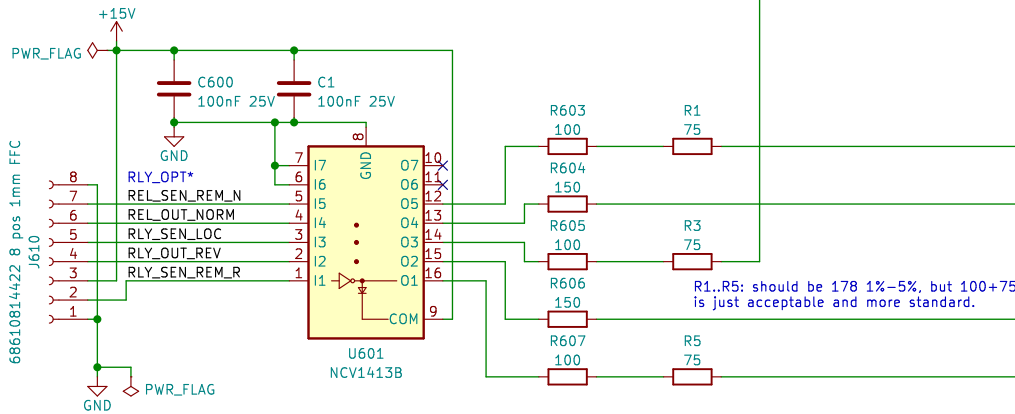 +15V
PWR_FLAG
C600
100nF 25V
C1
100nF 25V
GND
68610814422 8 pos 1mm FFC
J610
8
7
6
5
4
3
2
1
RLY_OPT*
REL_SEN_REM_N
REL_OUT_NORM
RLY_SEN_LOC
RLY_OUT_REV
RLY_SEN_REM_R
GND
PWR_FLAG
8
GND
7 I7
6 I6
5 I5
4 I4
3 I3
2 I2
1 I1
O7 10
O6 11
O5 12
O4 13
O3 14
O2 15
O1 16
COM 9
U601
NCV1413B
R603
100
R1
75
R604
150
R605
100
R3
75
R1..R5: should be 178 1%-5%, but 100+75
is just acceptable and more standard.
R606
150
R607
100
R5
75